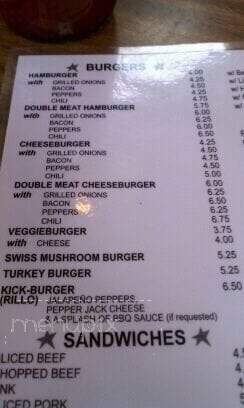 ★ BURGERS ★
HAMBURGER 4.00
with GRILLED ONIONS 4.25
BACON 4.50
PEPPERS 4.25
CHILI 4.75
DOUBLE MEAT HAMBURGER 5.75
with GRILLED ONIONS 6.00
BACON 6.25
PEPPERS 6.00
CHILI 6.75
CHEESEBURGER 4.25
with GRILLED ONIONS 4.50
BACON 4.75
PEPPERS 4.50
CHILI 5.00
DOUBLE MEAT CHEESEBURGER 6.00
with GRILLED ONIONS 6.25
BACON 6.50
PEPPERS 6.25
CHILI 6.50
VEGGIEBURGER 3.75
with CHEESE 4.00
SWISS MUSHROOM BURGER 5.25
TURKEY BURGER 5.25
KICK-BURGER 6.50
(RILLO) JALAPEÑO PEPPERS,
PEPPER JACK CHEESE
& A SPLASH OF BBQ SAUCE (if requested)
menupix
★ SANDWICHES ★
LICED BEEF
HOPPED BEEF
LICED PORK